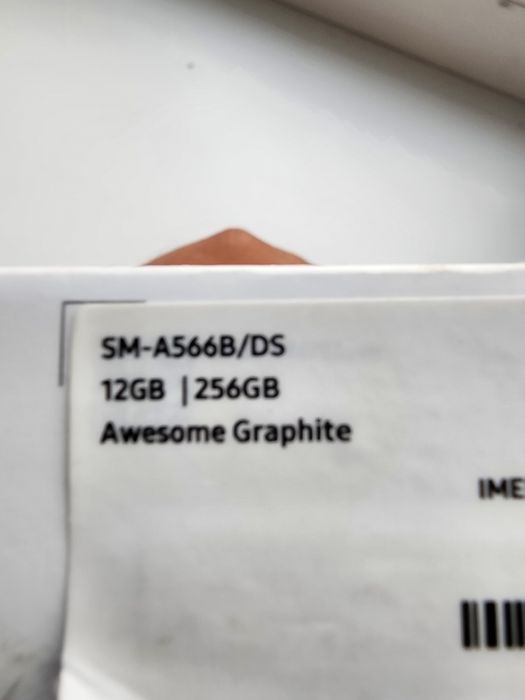 SM-A566B/DS
12GB | 256GB
Awesome Graphite
IME